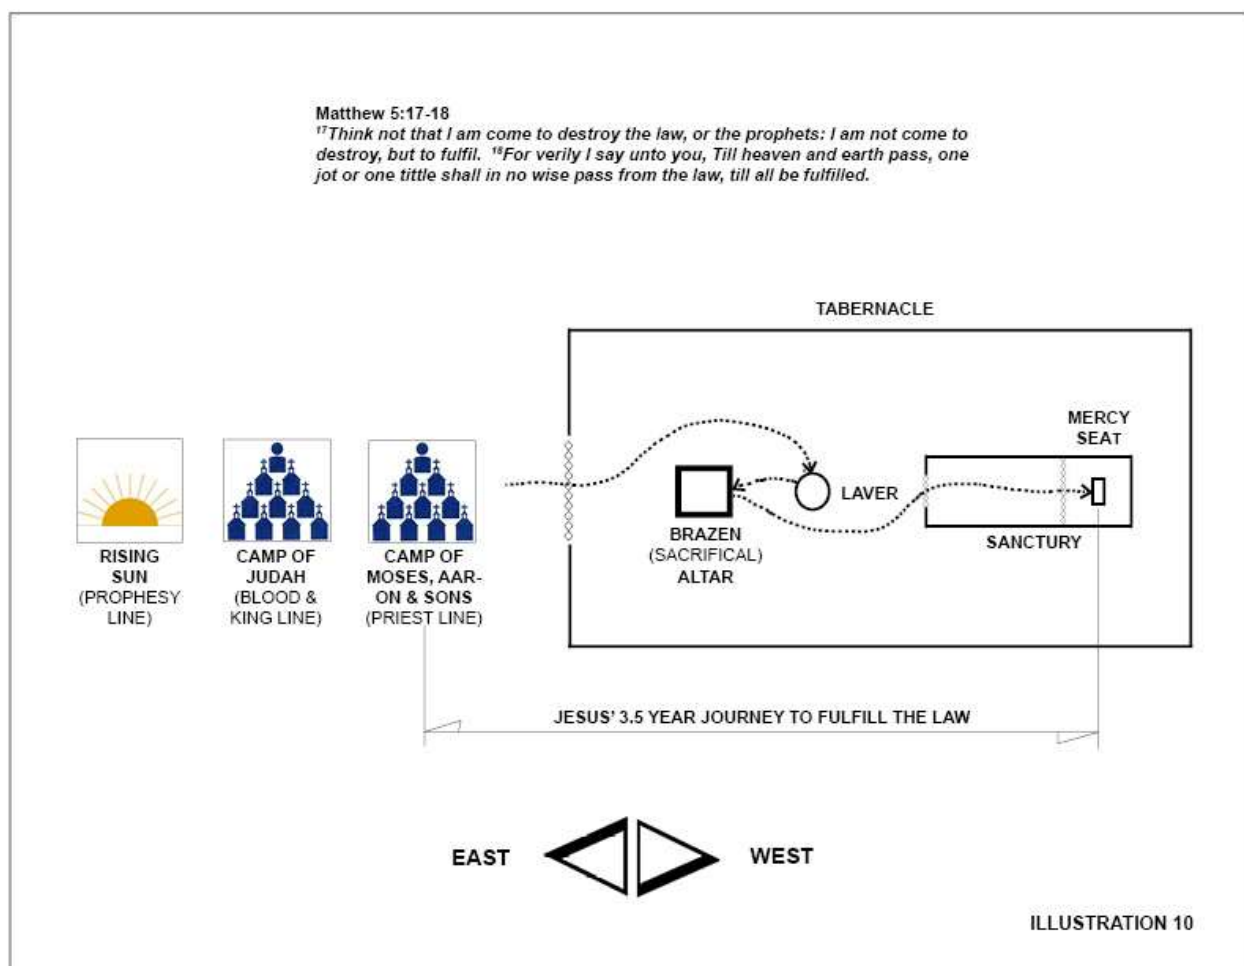 Matthew 5:17-18
17Think not that I am come to destroy the law, or the prophets: I am not come to
destroy, but to fulfil. 18For verily I say unto you, Till heaven and earth pass, one
jot or one tittle shall in no wise pass from the law, till all be fulfilled.
TABERNACLE
MERCY
SEAT
LAVER
BRAZEN
(SACRIFICAL)
ALTAR
SANCTURY
RISING
SUN
(PROPHESY
LINE)
CAMP OF
JUDAH
(BLOOD &
KING LINE)
CAMP OF
MOSES, AAR-
ON & SONS
(PRIEST LINE)
JESUS' 3.5 YEAR JOURNEY TO FULFILL THE LAW
EAST
WEST
ILLUSTRATION 10